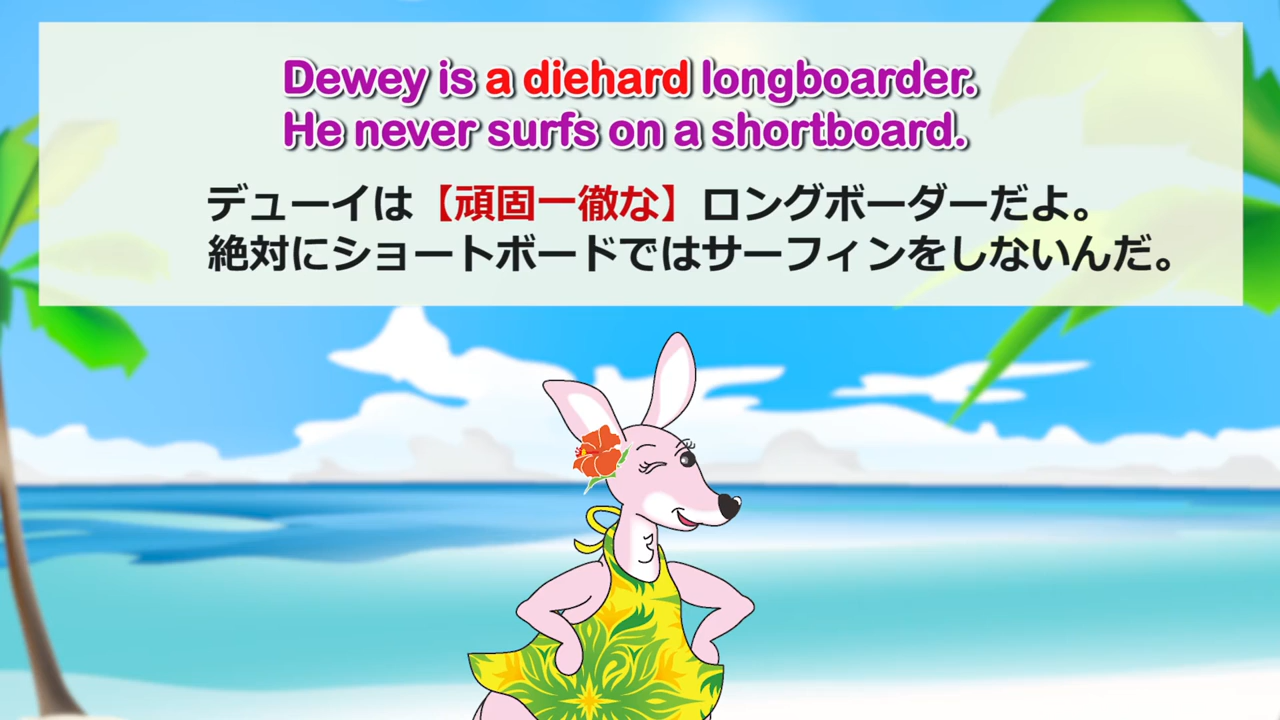 Dewey is a diehard longboarder.
He never surfs on a shortboard.
デューイは【頑固一徹な】ロングボーダーだよ。
絶対にショートボードではサーフィンをしないんだ。